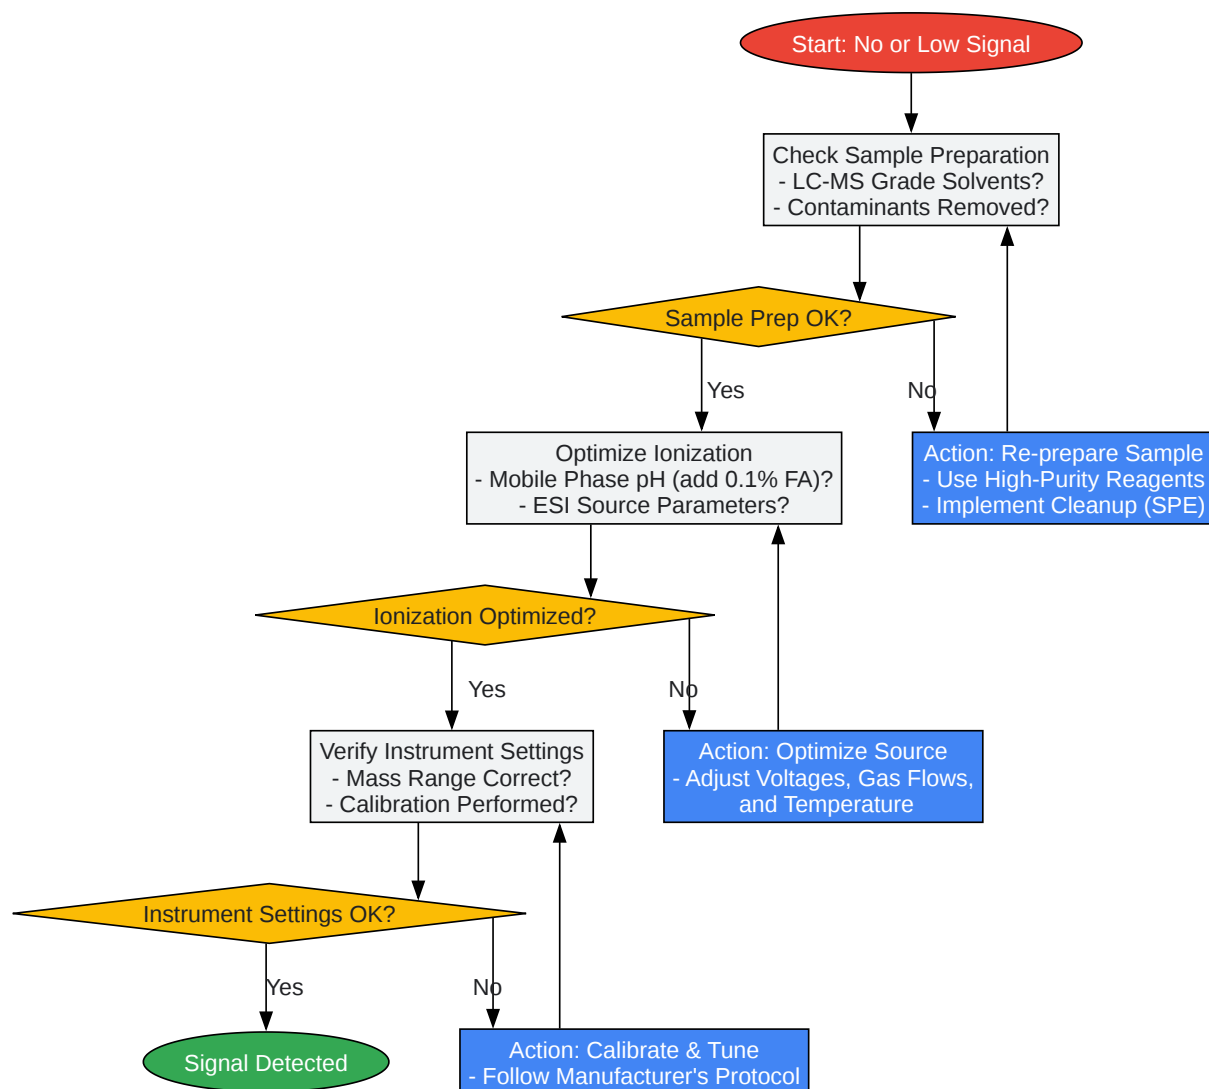 Start: No or Low Signal
Check Sample Preparation
- LC-MS Grade Solvents?
- Contaminants Removed?
Sample Prep OK?
Yes
No
Optimize Ionization
- Mobile Phase pH (add 0.1% FA)?
- ESI Source Parameters?
Action: Re-prepare Sample
- Use High-Purity Reagents
- Implement Cleanup (SPE)
Ionization Optimized?
Yes
No
Verify Instrument Settings
- Mass Range Correct?
- Calibration Performed?
Action: Optimize Source
- Adjust Voltages, Gas Flows,
and Temperature
Instrument Settings OK?
Yes
No
Signal Detected
Action: Calibrate & Tune
- Follow Manufacturer's Protocol